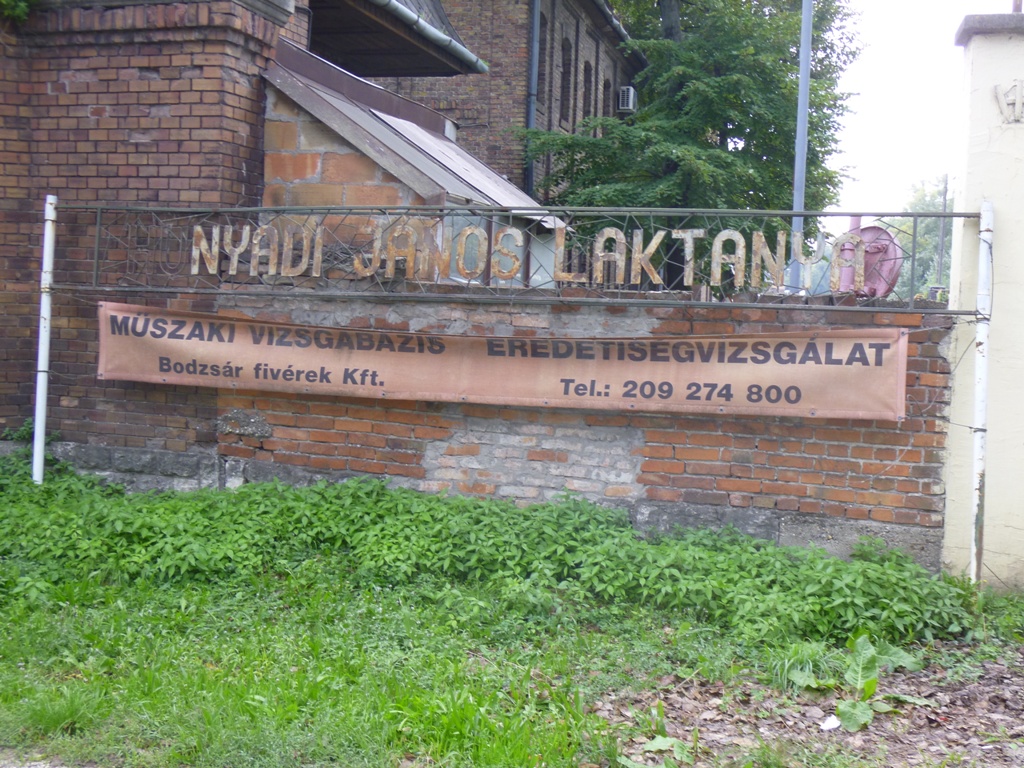 NYADI JÁNOS LAKTANYA
MŰSZAKI VIZSGABÁZIS EREDETISÉGVIZSGÁLAT
Bodzsár fivérek Kft. Tel.: 209 274 800